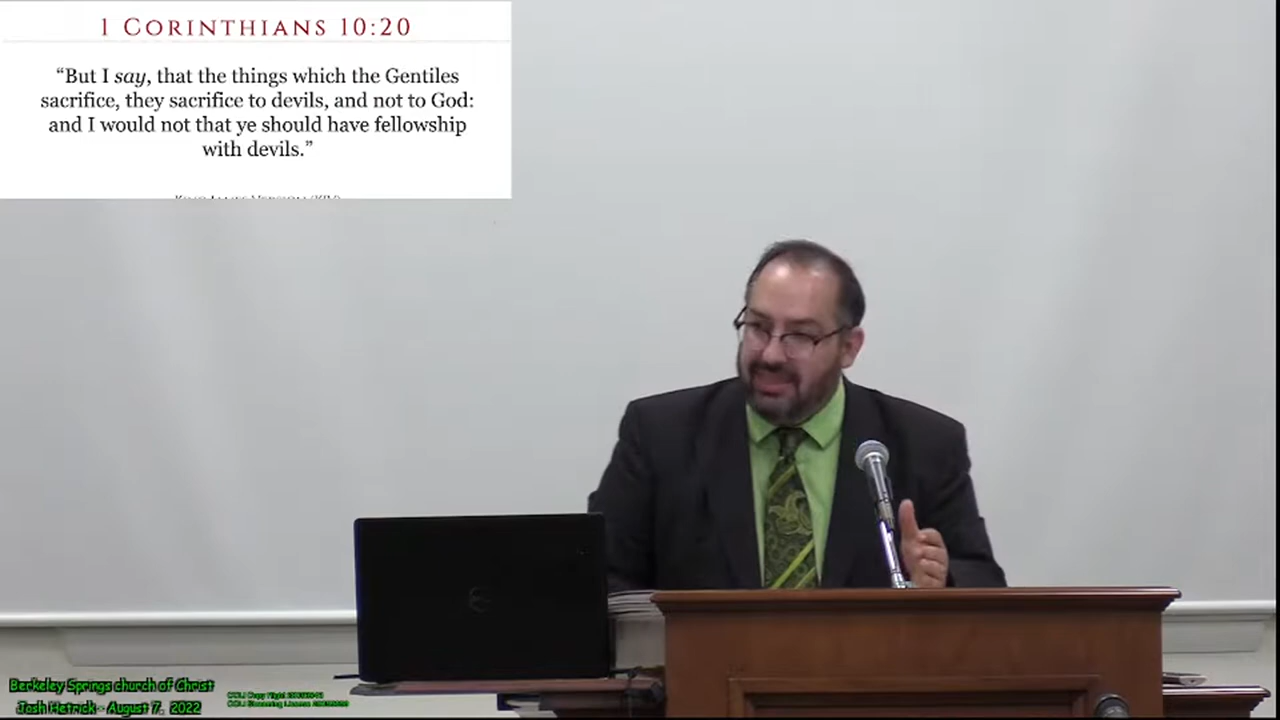 1 Corinthians 10:20
“But I say, that the things which the Gentiles
sacrifice, they sacrifice to devils, and not to God:
and I would not that ye should have fellowship
with devils.”
Berkeley Springs church of Christ
Josh Hetrick - August 7, 2022